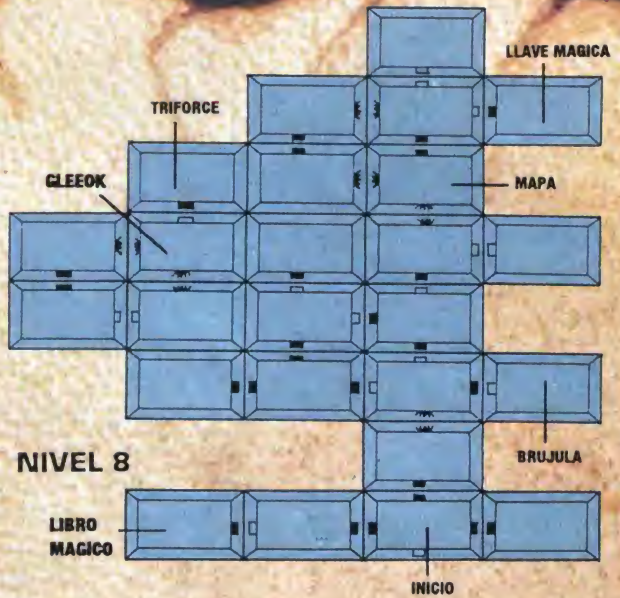 LLAVE MAGICA
TRIFORCE
GLEEOK
MAPA
NIVEL 8
BRUJULA
LIBRO
MAGICO
INICIO